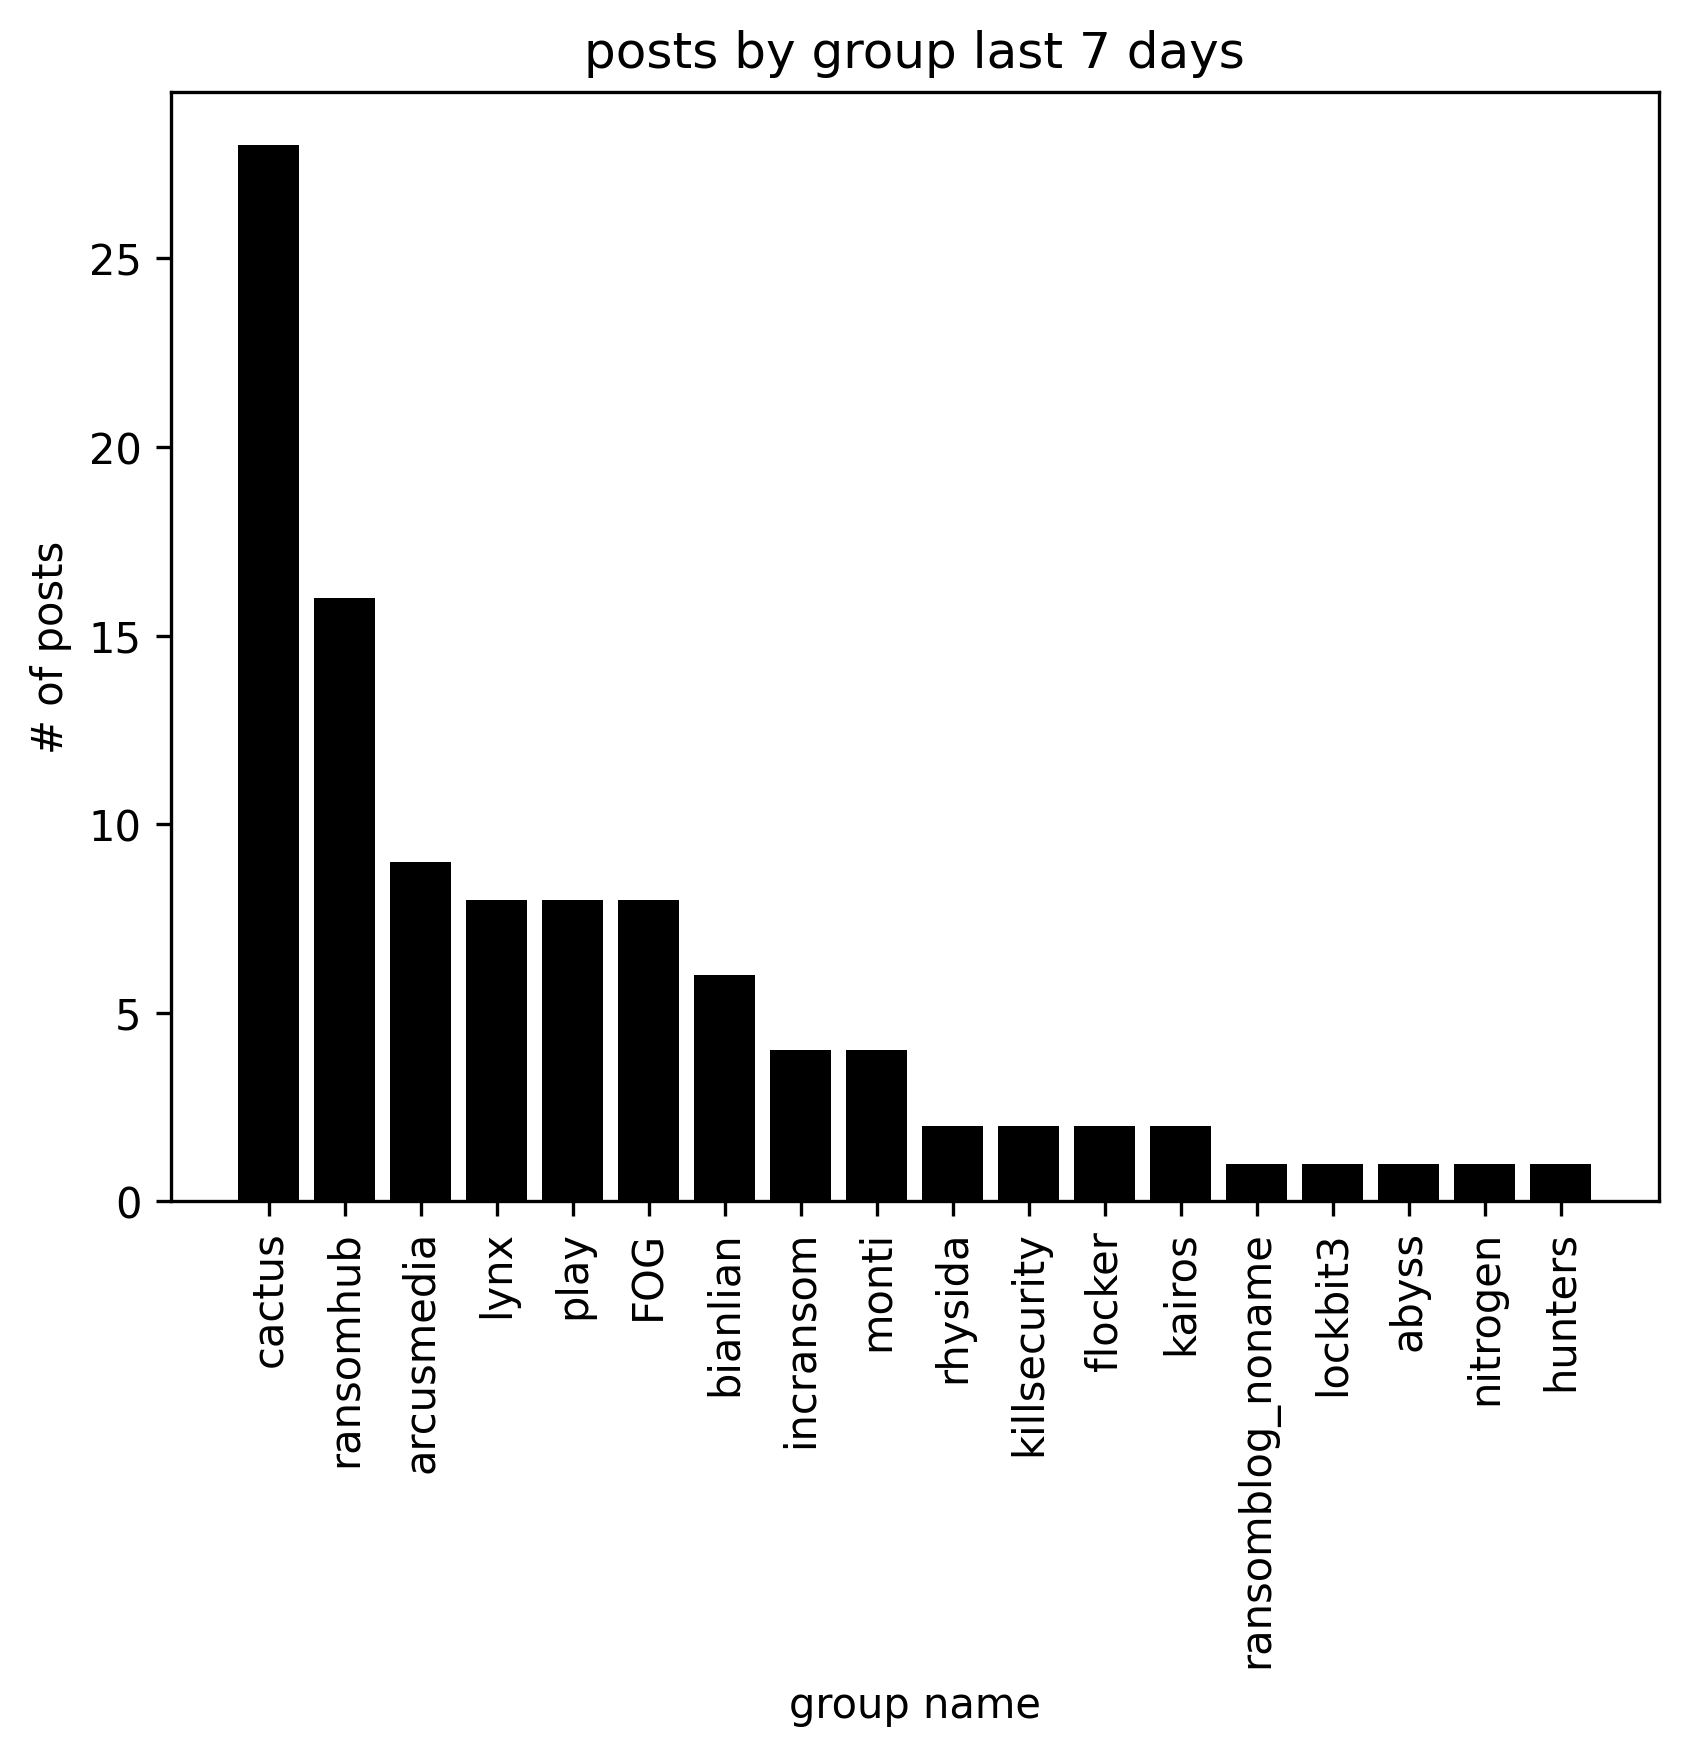 posts by group last 7 days
# of posts
25
20
15
10
5
0
cactus
ransomhub
arcusmedia
lynx
play
FOG
bianlian
incransom
monti
rhysida
killsecurity
flocker
kairos
ransomblog_noname
lockbit3
abyss
nitrogen
hunters
group name